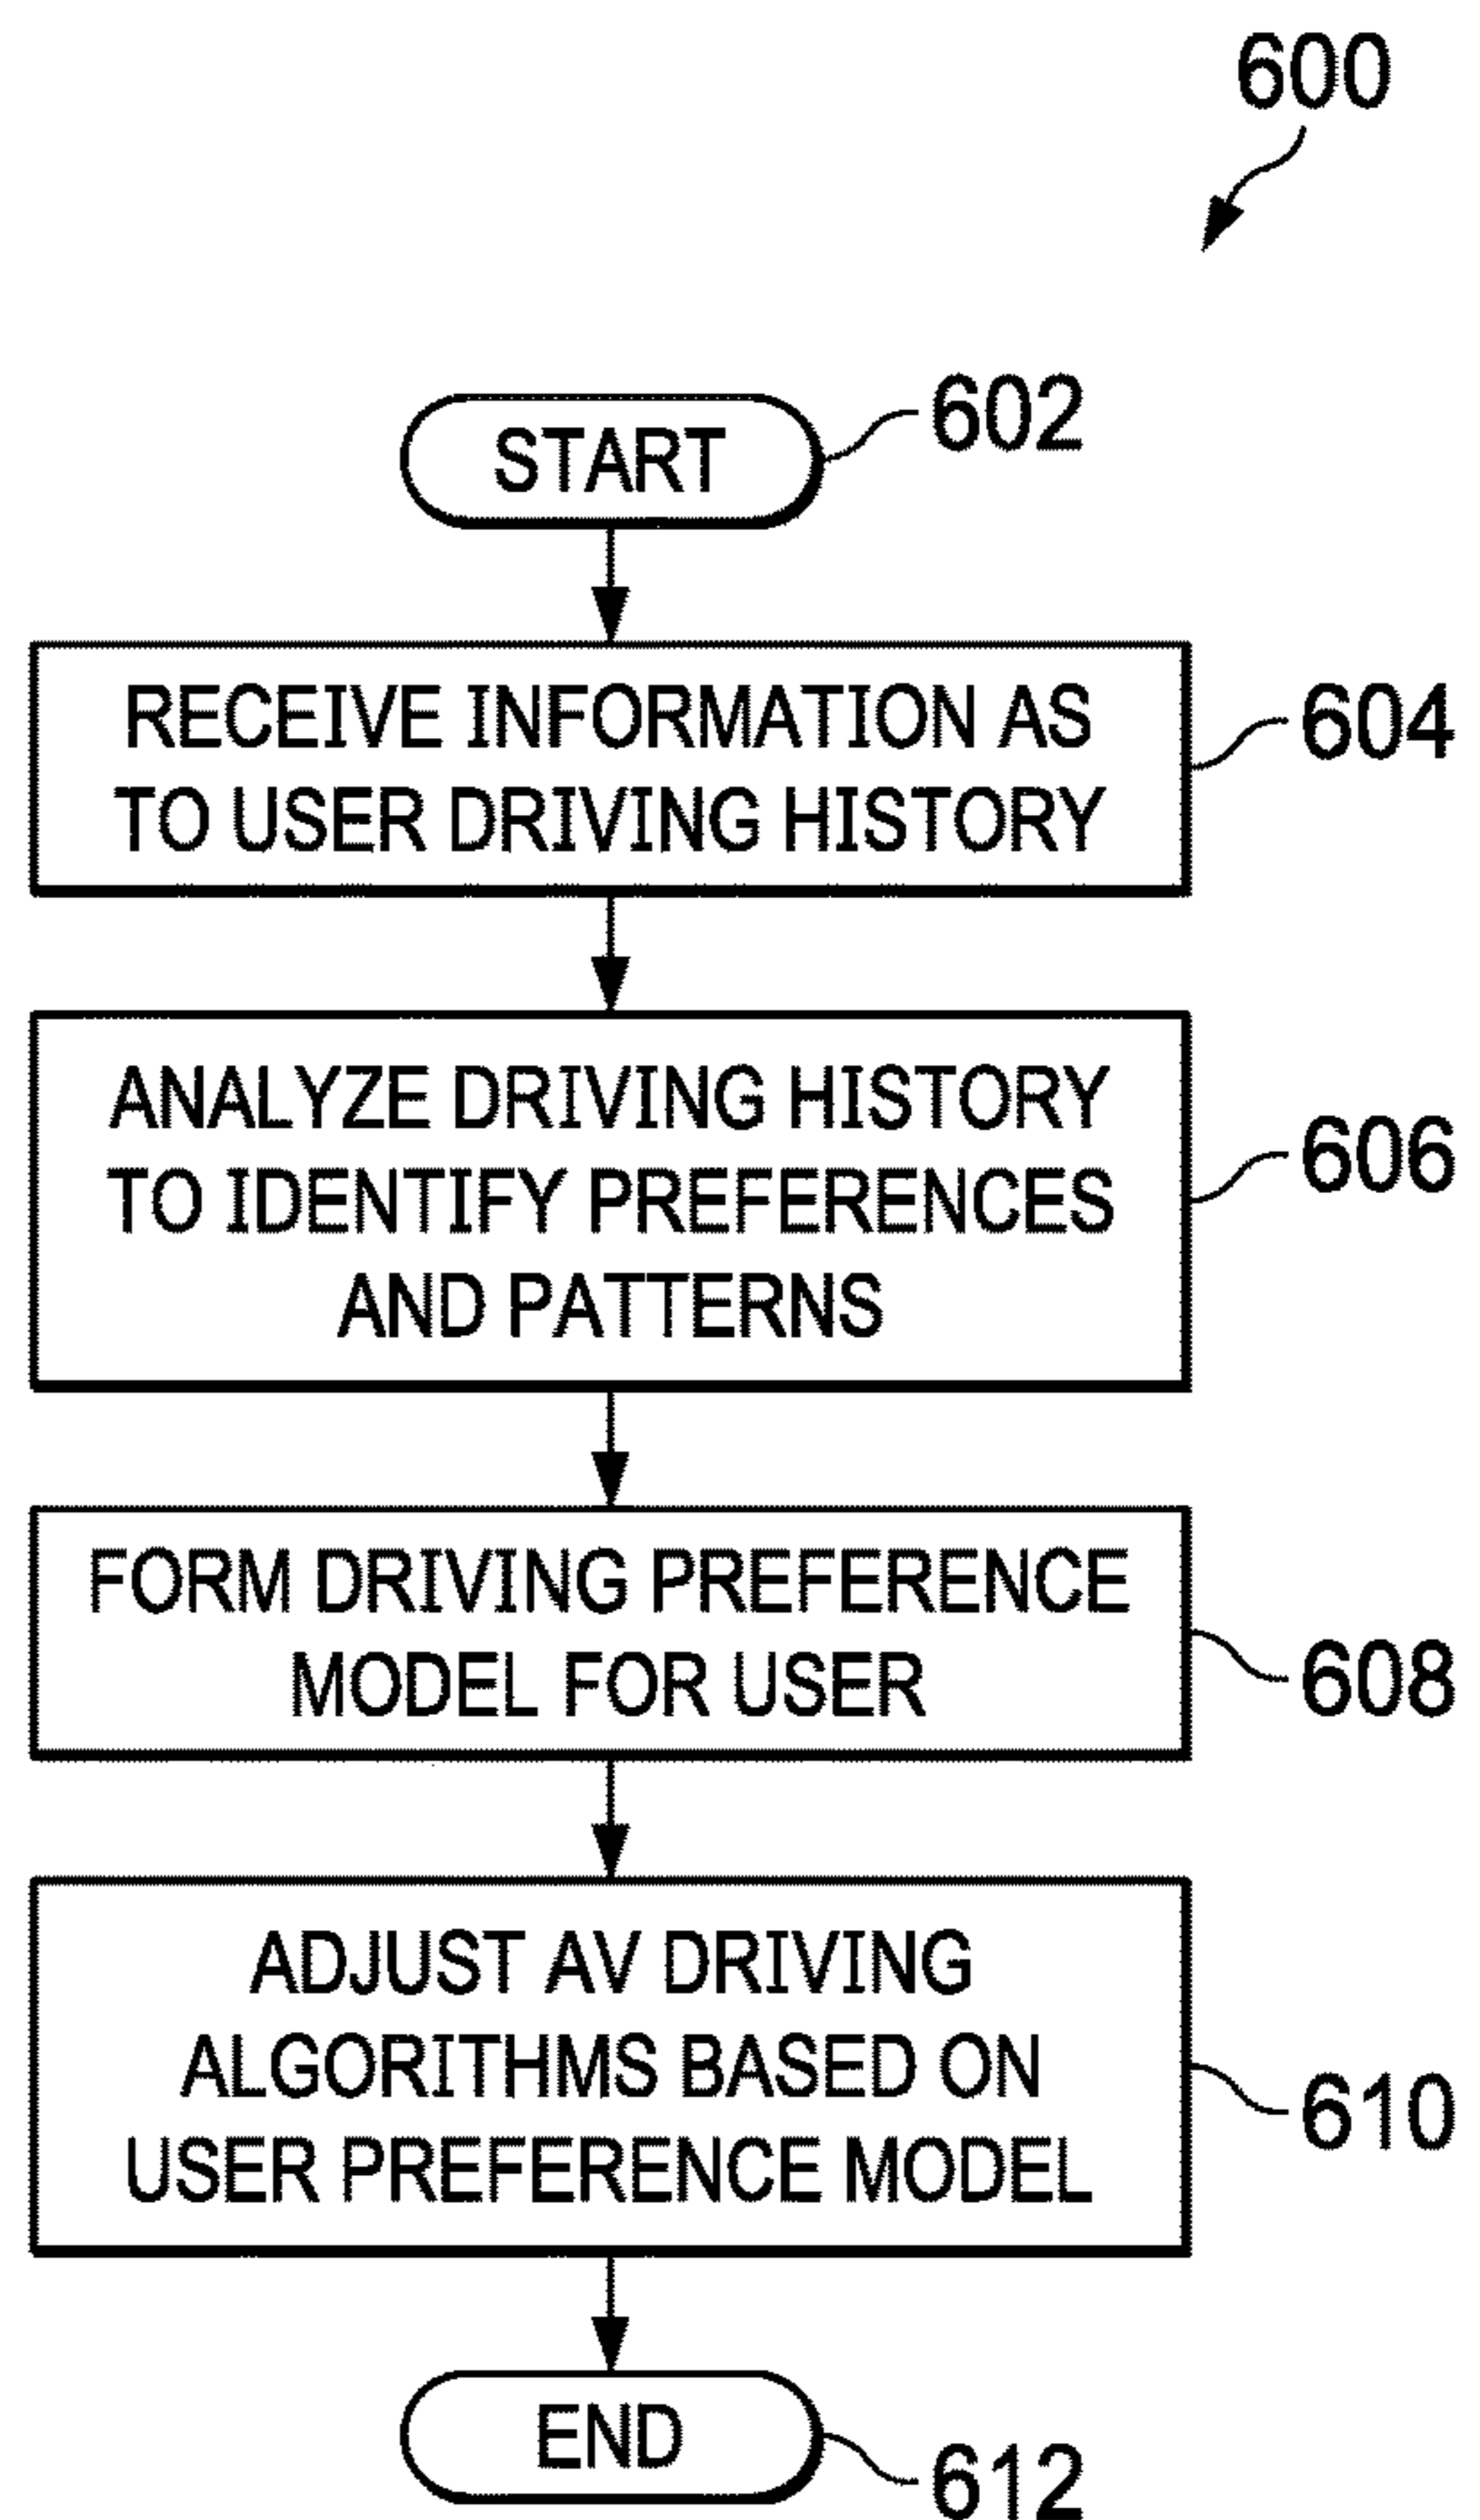 600
START
602
RECEIVE INFORMATION AS
TO USER DRIVING HISTORY
604
ANALYZE DRIVING HISTORY
TO IDENTIFY PREFERENCES
AND PATTERNS
606
FORM DRIVING PREFERENCE
MODEL FOR USER
608
ADJUST AV DRIVING
ALGORITHMS BASED ON
USER PREFERENCE MODEL
610
END
612